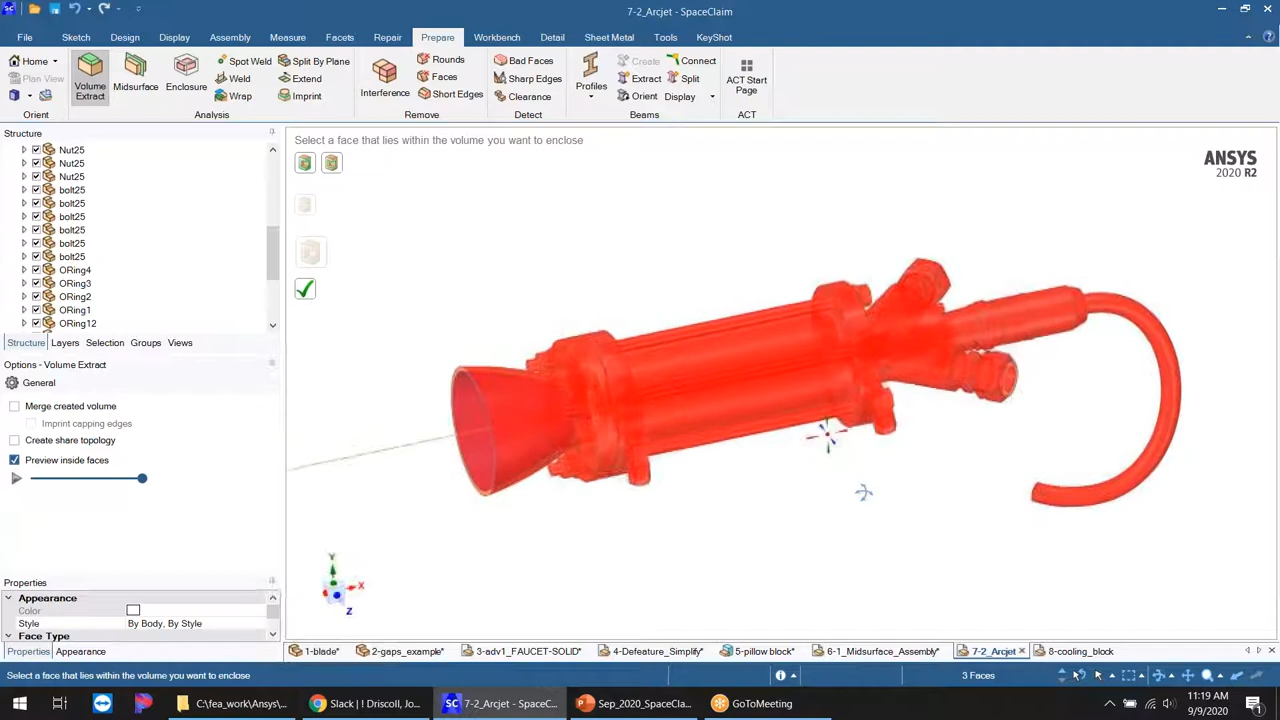 7-2_Arcjet - SpaceClaim
File Sketch Design Display Assembly Measure Facets Repair Prepare Workbench Detail Sheet Metal Tools KeyShot
Home
Plan View
Orient
Volume Extract
Midsurface
Enclosure
Spot Weld
Weld
Wrap
Split By Plane
Extend
Imprint
Analysis
Interference
Rounds
Faces
Short Edges
Remove
Bad Faces
Sharp Edges
Clearance
Detect
Profiles
Create
Extract
Orient
Connect
Split
Display
Beams
ACT Start Page
ACT
Structure
Nut25
Nut25
Nut25
bolt25
bolt25
bolt25
bolt25
bolt25
bolt25
ORing4
ORing3
ORing2
ORing1
ORing12
Structure Layers Selection Groups Views
Options - Volume Extract
General
Merge created volume
Imprint capping edges
Create share topology
Preview inside faces
Properties
Appearance
Color
Style By Body, By Style
Face Type
Properties Appearance
Select a face that lies within the volume you want to enclose
ANSYS
2020 R2
Y
X
Z
1-blade* 2-gaps_example* 3-adv1_FAUCET-SOLID* 4-Defeature_Simplify* 5-pillow block* 6-1_Midsurface_Assembly* 7-2_Arcjet 8-cooling_block
Select a face that lies within the volume you want to enclose
3 Faces
C:\fea_work\Ansys\... Slack | ! Driscoll, Jo... 7-2_Arcjet - SpaceC... Sep_2020_SpaceCla... GoToMeeting
11:19 AM
9/9/2020